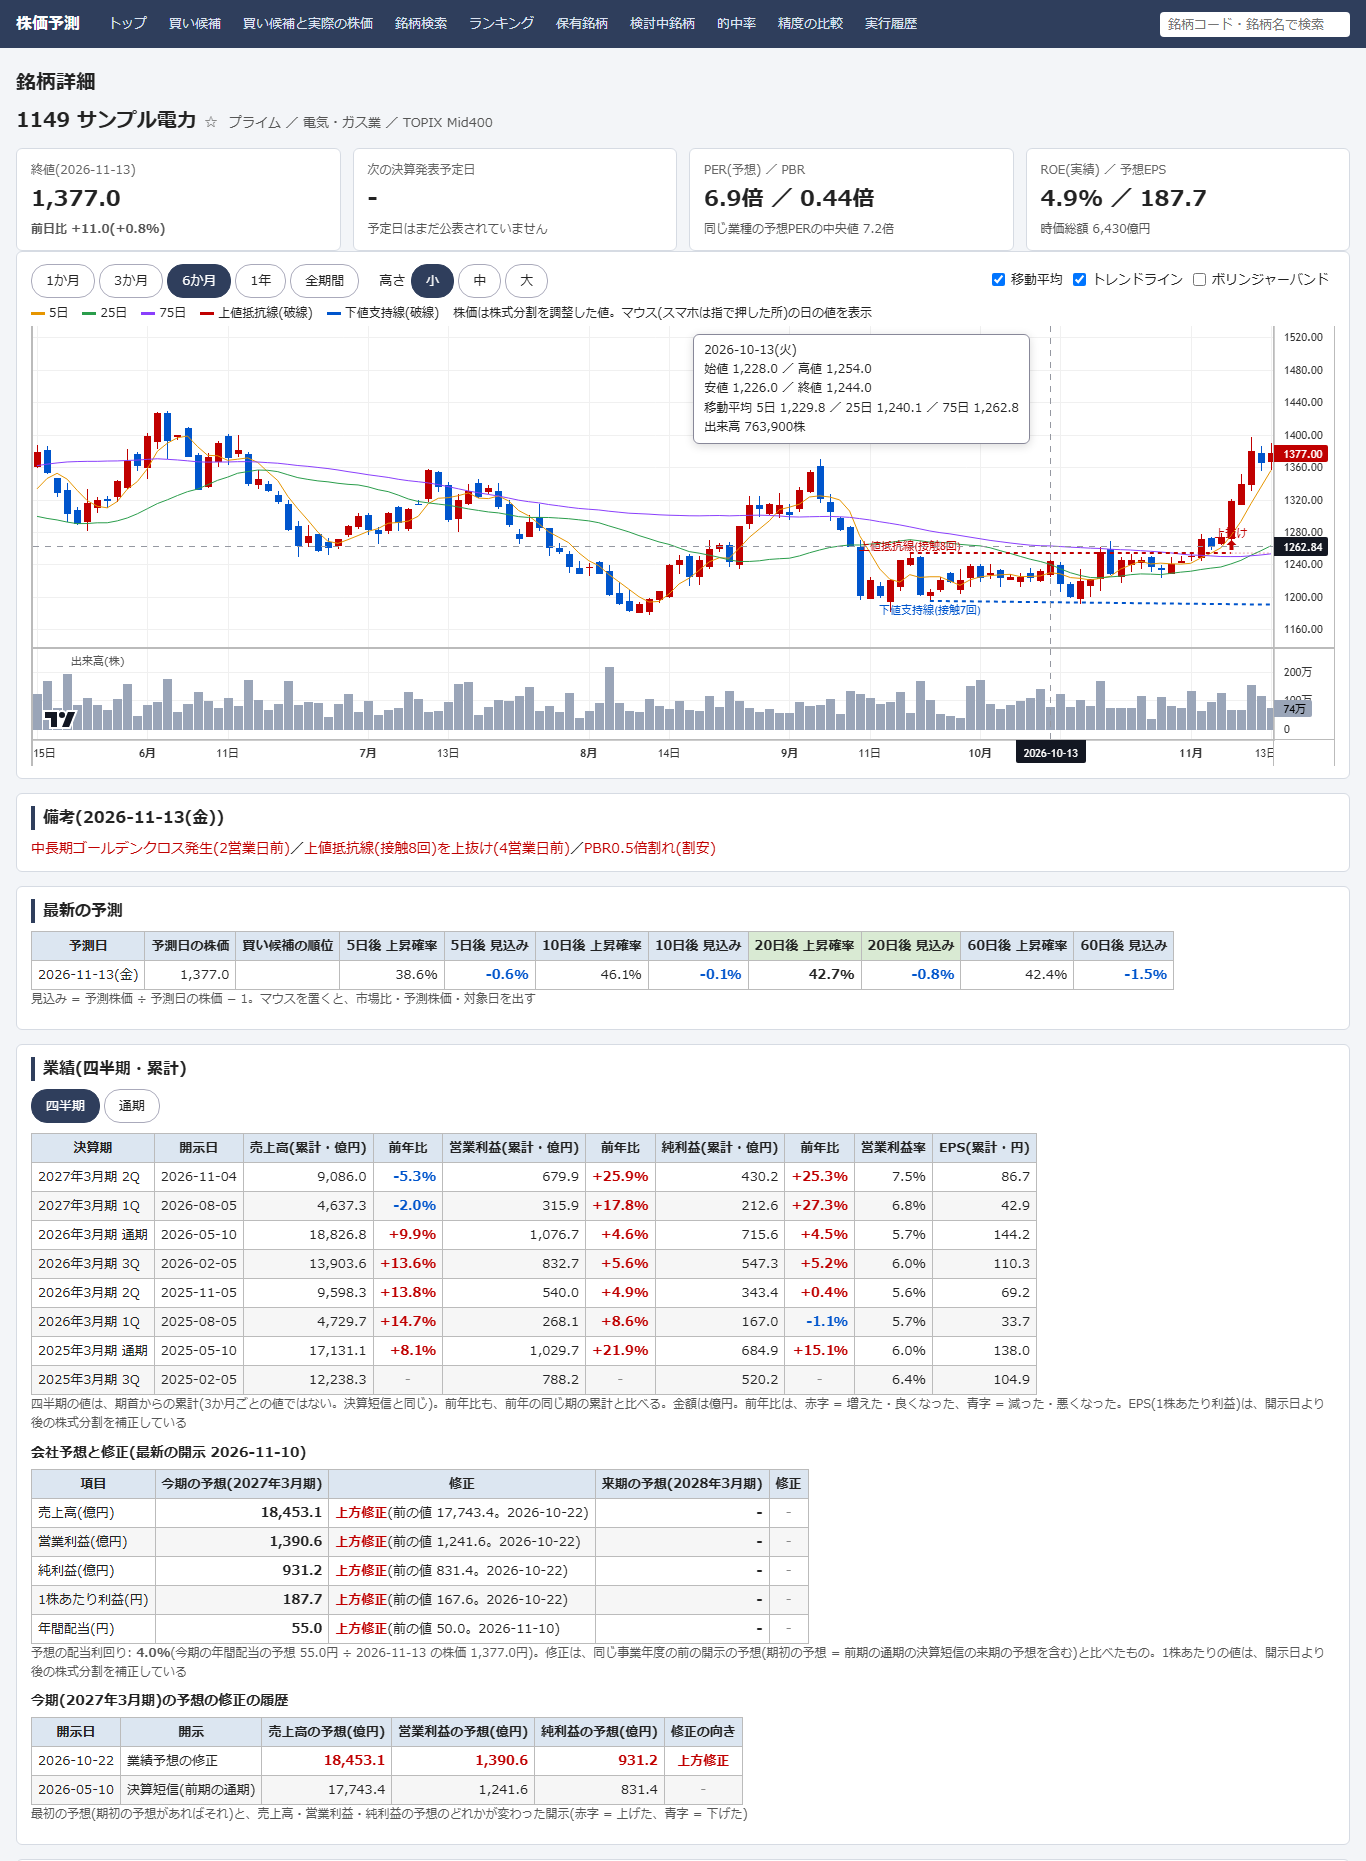 株価予測 トップ 買い候補 買い候補と実際の株価 銘柄検索 ランキング 保有銘柄 検討中銘柄 的中率 精度の比較 実行履歴 銘柄コード・銘柄名で検索
銘柄詳細
1149 サンプル電力 ☆ プライム ／ 電気・ガス業 ／ TOPIX Mid400
終値(2026-11-13)
1,377.0
前日比 +11.0(+0.8%)
次の決算発表予定日
-
予定日はまだ公表されていません
PER(予想) ／ PBR
6.9倍 ／ 0.44倍
同じ業種の予想PERの中央値 7.2倍
ROE(実績) ／ 予想EPS
4.9% ／ 187.7
時価総額 6,430億円
1か月 3か月 6か月 1年 全期間 高さ 小 中 大 移動平均 トレンドライン ボリンジャーバンド
5日 25日 75日 上値抵抗線(破線) 下値支持線(破線) 株価は株式分割を調整した値。マウス(スマホは指で押した所)の日の値を表示
2026-10-13(火)
始値 1,228.0 ／ 高値 1,254.0
安値 1,226.0 ／ 終値 1,244.0
移動平均 5日 1,229.8 ／ 25日 1,240.1 ／ 75日 1,262.8
出来高 763,900株
1520.00
1480.00
1440.00
1400.00
1377.00
1360.00
1320.00
1280.00
1262.84
1240.00
1200.00
1160.00
上抜け
上値抵抗線(接触8回)
下値支持線(接触7回)
出来高(株)
200万
100万
74万
0
15日 6月 11日 7月 13日 8月 14日 9月 11日 10月 2026-10-13 11月 13日
備考(2026-11-13(金))
中長期ゴールデンクロス発生(2営業日前)／上値抵抗線(接触8回)を上抜け(4営業日前)／PBR0.5倍割れ(割安)
最新の予測
予測日 予測日の株価 買い候補の順位 5日後 上昇確率 5日後 見込み 10日後 上昇確率 10日後 見込み 20日後 上昇確率 20日後 見込み 60日後 上昇確率 60日後 見込み
2026-11-13(金) 1,377.0 38.6% -0.6% 46.1% -0.1% 42.7% -0.8% 42.4% -1.5%
見込み = 予測株価 ÷ 予測日の株価 − 1。マウスを置くと、市場比・予測株価・対象日を出す
業績(四半期・累計)
四半期 通期
決算期 開示日 売上高(累計・億円) 前年比 営業利益(累計・億円) 前年比 純利益(累計・億円) 前年比 営業利益率 EPS(累計・円)
2027年3月期 2Q 2026-11-04 9,086.0 -5.3% 679.9 +25.9% 430.2 +25.3% 7.5% 86.7
2027年3月期 1Q 2026-08-05 4,637.3 -2.0% 315.9 +17.8% 212.6 +27.3% 6.8% 42.9
2026年3月期 通期 2026-05-10 18,826.8 +9.9% 1,076.7 +4.6% 715.6 +4.5% 5.7% 144.2
2026年3月期 3Q 2026-02-05 13,903.6 +13.6% 832.7 +5.6% 547.3 +5.2% 6.0% 110.3
2026年3月期 2Q 2025-11-05 9,598.3 +13.8% 540.0 +4.9% 343.4 +0.4% 5.6% 69.2
2026年3月期 1Q 2025-08-05 4,729.7 +14.7% 268.1 +8.6% 167.0 -1.1% 5.7% 33.7
2025年3月期 通期 2025-05-10 17,131.1 +8.1% 1,029.7 +21.9% 684.9 +15.1% 6.0% 138.0
2025年3月期 3Q 2025-02-05 12,238.3 - 788.2 - 520.2 - 6.4% 104.9
四半期の値は、期首からの累計(3か月ごとの値ではない。決算短信と同じ)。前年比も、前年の同じ期の累計と比べる。金額は億円。前年比は、赤字 = 増えた・良くなった、青字 = 減った・悪くなった。EPS(1株あたり利益)は、開示日より
後の株式分割を補正している
会社予想と修正(最新の開示 2026-11-10)
項目 今期の予想(2027年3月期) 修正 来期の予想(2028年3月期) 修正
売上高(億円) 18,453.1 上方修正(前の値 17,743.4。2026-10-22) - -
営業利益(億円) 1,390.6 上方修正(前の値 1,241.6。2026-10-22) - -
純利益(億円) 931.2 上方修正(前の値 831.4。2026-10-22) - -
1株あたり利益(円) 187.7 上方修正(前の値 167.6。2026-10-22) - -
年間配当(円) 55.0 上方修正(前の値 50.0。2026-11-10) - -
予想の配当利回り: 4.0%(今期の年間配当の予想 55.0円 ÷ 2026-11-13 の株価 1,377.0円)。修正は、同じ事業年度の前の開示の予想(期初の予想 = 前期の通期の決算短信の来期の予想を含む)と比べたもの。1株あたりの値は、開示日より
後の株式分割を補正している
今期(2027年3月期)の予想の修正の履歴
開示日 開示 売上高の予想(億円) 営業利益の予想(億円) 純利益の予想(億円) 修正の向き
2026-10-22 業績予想の修正 18,453.1 1,390.6 931.2 上方修正
2026-05-10 決算短信(前期の通期) 17,743.4 1,241.6 831.4 -
最初の予想(期初の予想があればそれ)と、売上高・営業利益・純利益の予想のどれかが変わった開示(赤字 = 上げた、青字 = 下げた)